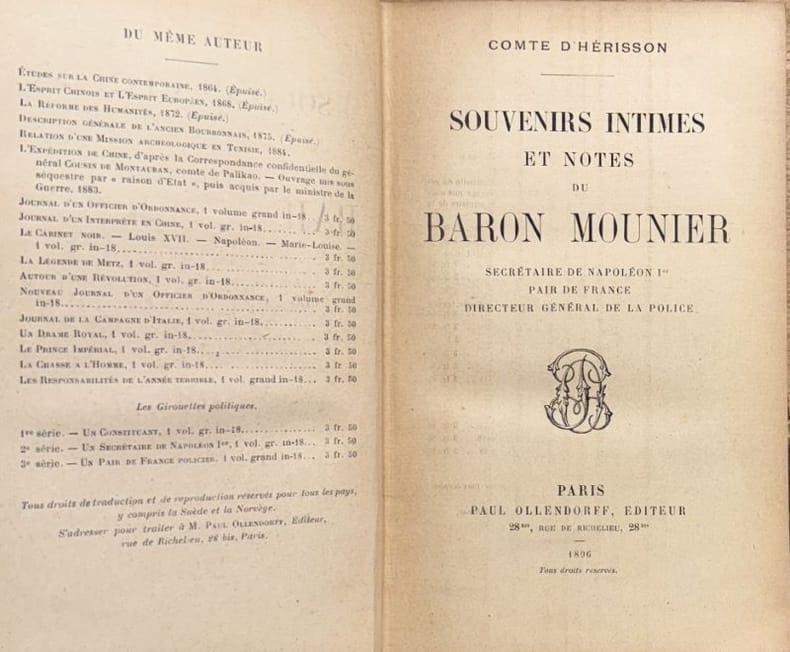 DU MÊME AUTEUR
ÉTUDES SUR LA CHINE CONTEMPORAINE, 1864. (Épuisé.)
L'ESPRIT CHINOIS ET L'ESPRIT EUROPÉEN, 1868. (Épuisé.)
LA RÉFORME DES HUMANITÉS, 1872. (Épuisé.)
DESCRIPTION GÉNÉRALE DE L'ANCIEN BOURBONNAIS, 1875. (Épuisé.)
RELATION D'UNE MISSION ARCHÉOLOGIQUE EN TUNISIE, 1884.
L'EXPÉDITION DE CHINE, d'après la Correspondance confidentielle du gé-
néral COUSIN DE MONTAUBAN, comte de Palikao. — Ouvrage mis sous
séquestre par « raison d'Etat », puis acquis par le ministre de la
Guerre, 1883.
JOURNAL D'UN OFFICIER D'ORDONNANCE, 1 volume grand in-18... 3 fr. 50
JOURNAL D'UN INTERPRÈTE EN CHINE, 1 vol. gr. in-18........ 3 fr. 50
LE CABINET NOIR. — Louis XVII. — Napoléon. — Marie-Louise. —
1 vol. gr. in-18........ 3 fr. 50
LA LÉGENDE DE METZ, 1 vol. gr. in-18........ 3 fr. 50
AUTOUR D'UNE RÉVOLUTION, 1 vol. gr. in-18........ 3 fr. 50
NOUVEAU JOURNAL D'UN OFFICIER D'ORDONNANCE, 1 volume grand
in-18........ 3 fr. 50
JOURNAL DE LA CAMPAGNE D'ITALIE, 1 vol. gr. in-18........ 3 fr. 50
UN DRAME ROYAL, 1 vol. gr. in-18........ 3 fr. 50
LE PRINCE IMPÉRIAL, 1 vol. gr. in-18........ 3 fr. 50
LA CHASSE A L'HOMME, 1 vol. gr. in-18........ 3 fr. 50
LES RESPONSABILITÉS DE L'ANNÉE TERRIBLE, 1 vol. grand in-18... 3 fr. 50
Les Girouettes politiques.
1re série. — UN CONSTITUANT, 1 vol. gr. in-18........ 3 fr. 50
2e série. — UN SECRÉTAIRE DE NAPOLÉON Ier, 1 vol. gr. in-18... 3 fr. 50
3e série. — UN PAIR DE FRANCE POLICIER. 1 vol. grand in-18... 3 fr. 50
Tous droits de traduction et de reproduction réservés pour tous les pays,
y compris la Suède et la Norvège.
S'adresser pour traiter à M. PAUL OLLENDORFF, Editeur,
rue de Richelieu, 28 bis, Paris.
COMTE D'HÉRISSON
SOUVENIRS INTIMES
ET NOTES
DU
BARON MOUNIER
SECRÉTAIRE DE NAPOLÉON Ier
PAIR DE FRANCE
DIRECTEUR GÉNÉRAL DE LA POLICE
PARIS
PAUL OLLENDORFF, EDITEUR
28bis, RUE DE RICHELIEU, 28bis
1896
Tous droits réservés.